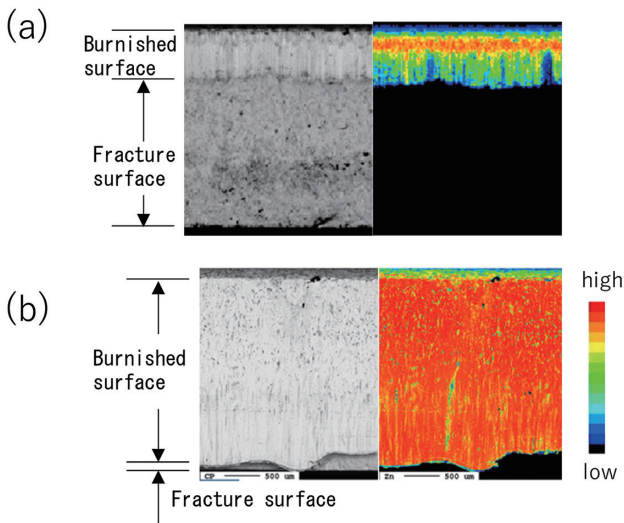 (a)
Burnished
surface
Fracture
surface
(b)
Burnished
surface
Fracture surface
CP 500 um
Zn 500 um
high
low